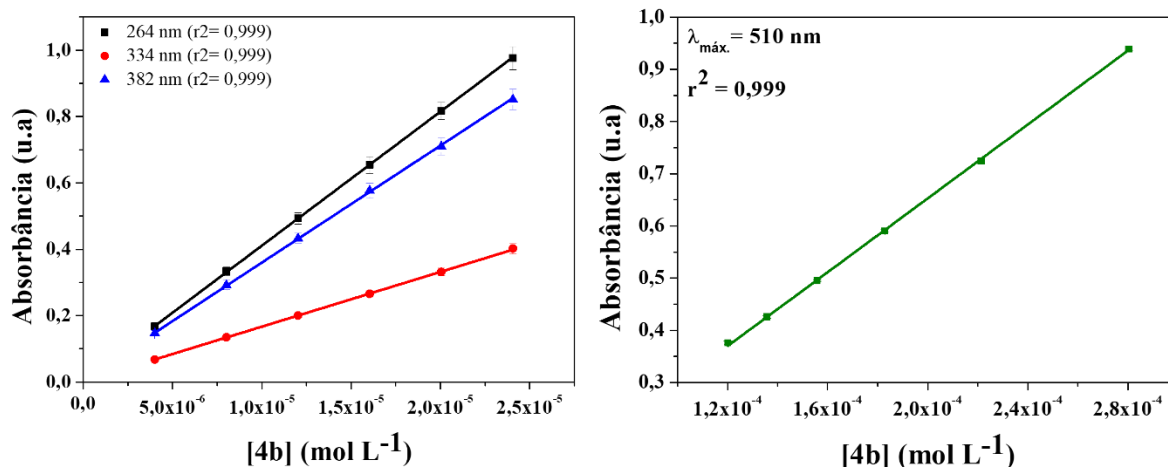 264 nm (r2= 0,999)
334 nm (r2= 0,999)
382 nm (r2= 0,999)
1,0
0,8
0,6
0,4
0,2
0,0
Absorbância (u.a)
0,0
5,0x10⁻⁶
1,0x10⁻⁵
1,5x10⁻⁵
2,0x10⁻⁵
2,5x10⁻⁵
[4b] (mol L⁻¹)
λmáx. = 510 nm
r² = 0,999
1,0
0,9
0,8
0,7
0,6
0,5
0,4
0,3
Absorbância (u.a)
1,2x10⁻⁴
1,6x10⁻⁴
2,0x10⁻⁴
2,4x10⁻⁴
2,8x10⁻⁴
[4b] (mol L⁻¹)